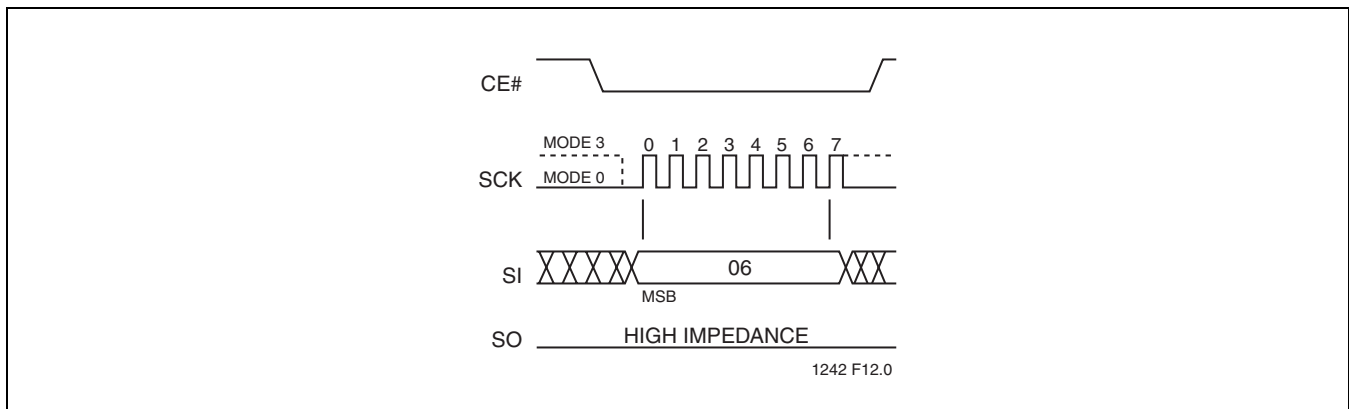 CE#
MODE 3
0 1 2 3 4 5 6 7
SCK
MODE 0
SI
06
MSB
SO
HIGH IMPEDANCE
1242 F12.0